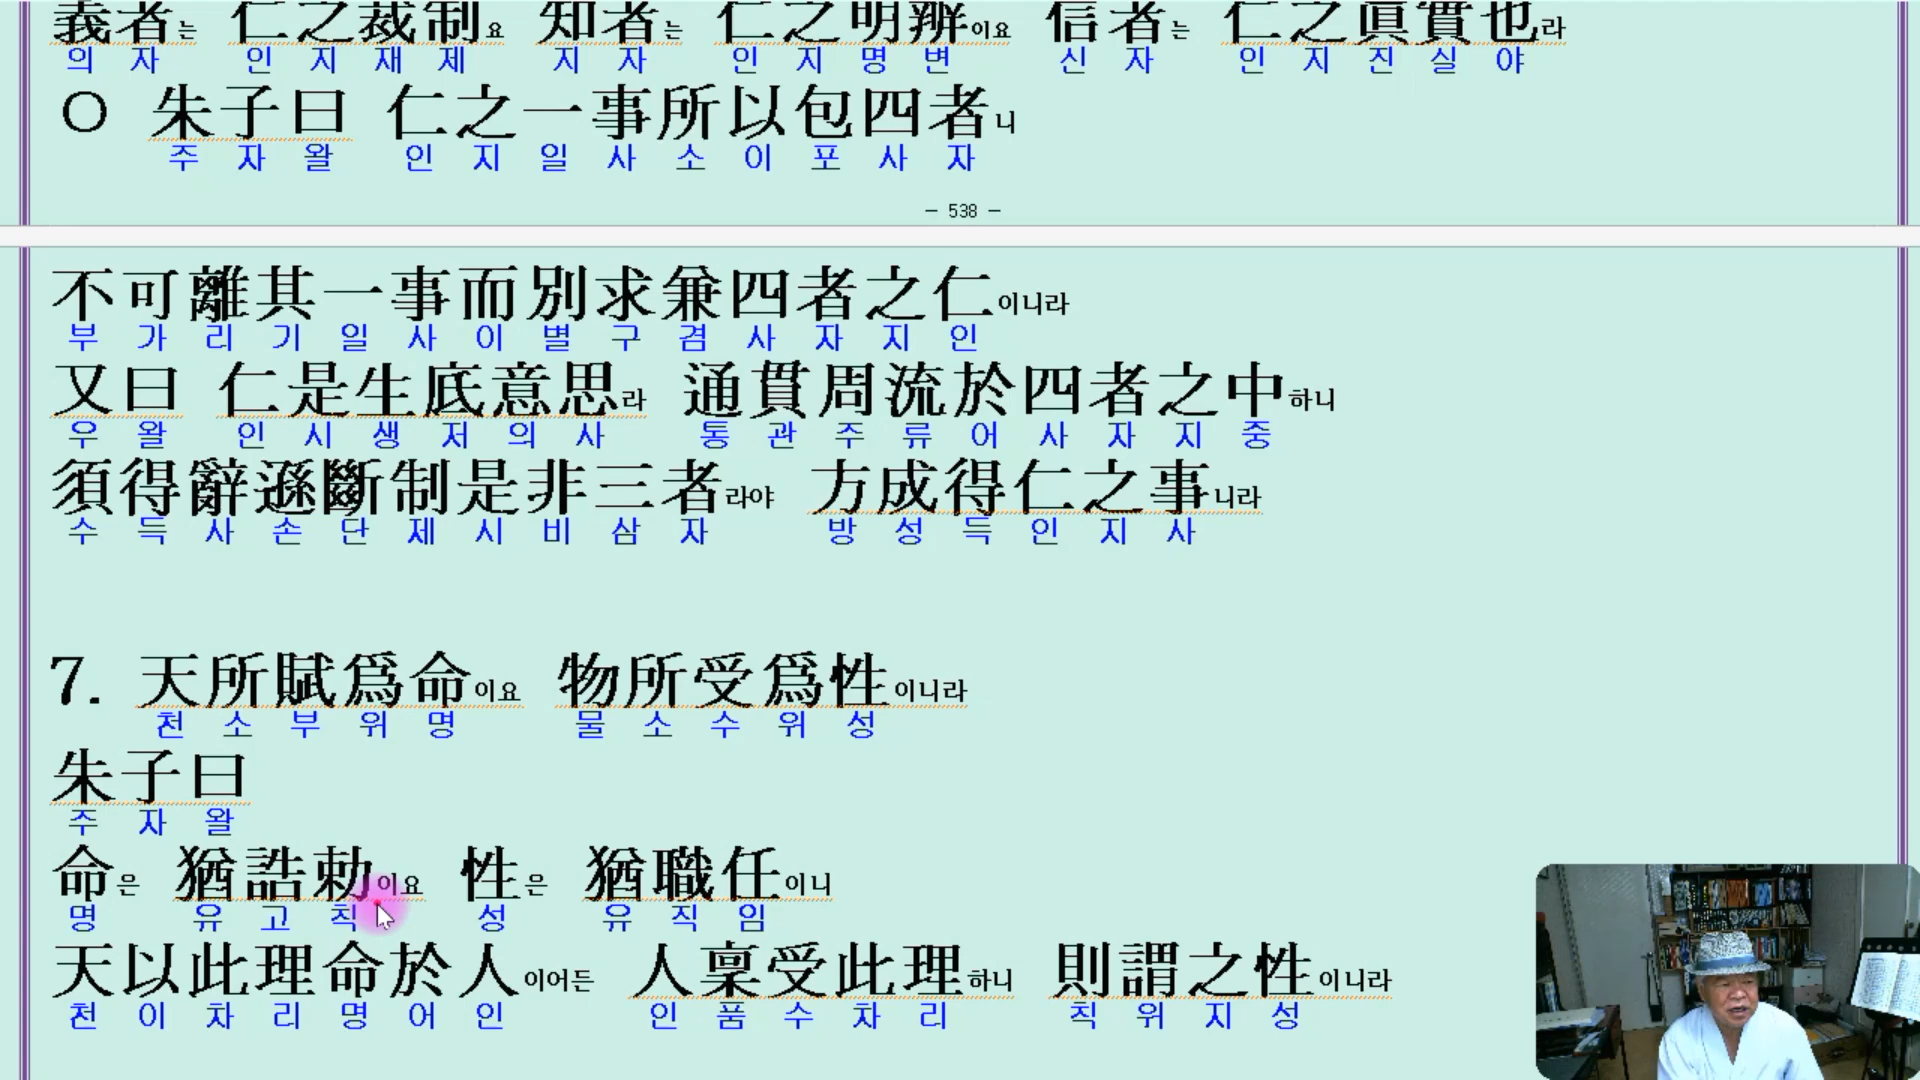 義者는 仁之裁制요 知者는 仁之明辨이요 信者는 仁之眞實也라
의 자 인 지 재 제 지 자 인 지 명 변 신 자 인 지 진 실 야
○ 朱子曰 仁之一事所以包四者니
주 자 왈 인 지 일 사 소 이 포 사 자
- 538 -
不可離其一事而別求兼四者之仁이니라
부 가 리 기 일 사 이 별 구 겸 사 자 지 인
又曰 仁是生底意思라 通貫周流於四者之中하니
우 왈 인 시 생 저 의 사 통 관 주 류 어 사 자 지 중
須得辭遜斷制是非三者라야 方成得仁之事니라
수 득 사 손 단 제 시 비 삼 자 방 성 득 인 지 사
7. 天所賦爲命이요 物所受爲性이니라
천 소 부 위 명 물 소 수 위 성
朱子曰
주 자 왈
命은 猶誥勅이요 性은 猶職任이니
명 유 고 칙 성 유 직 임
天以此理命於人이어든 人稟受此理하니 則謂之性이니라
천 이 차 리 명 어 인 인 품 수 차 리 칙 위 지 성